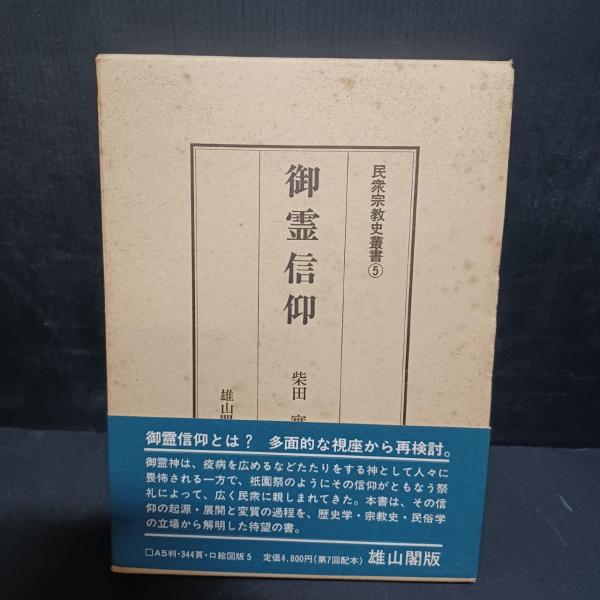 民衆宗教史叢書⑤
御霊信仰
柴田
雄山閣
御霊信仰とは？ 多面的な視座から再検討。
御霊神は、疫病を広めるなどたたりをする神として人々に
畏怖される一方で、祇園祭のようにその信仰がともなう祭
礼によって、広く民衆に親しまれてきた。本書は、その信
仰の起源・展開と変質の過程を、歴史学・宗教史・民俗学
の立場から解明した待望の書。
□A5判・344頁・口絵図版5 定価4,800円(第7回配本) 雄山閣版